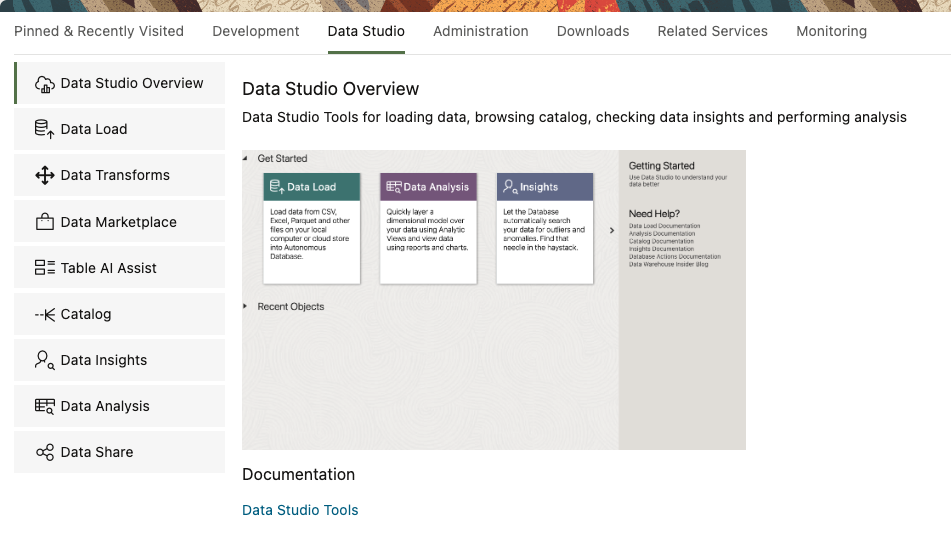 Pinned & Recently Visited
Development
Data Studio
Administration
Downloads
Related Services
Monitoring
Data Studio Overview
Data Load
Data Transforms
Data Marketplace
Table AI Assist
Catalog
Data Insights
Data Analysis
Data Share
Data Studio Overview
Data Studio Tools for loading data, browsing catalog, checking data insights and performing analysis
Get Started
Data Load
Load data from CSV,
Excel, Parquet and other
files on your local
computer or cloud store
into Autonomous
Database.
Data Analysis
Quickly layer a
dimensional model over
your data using Analytic
Views and view data
using reports and charts.
Insights
Let the Database
automatically search
your data for outliers and
anomalies. Find that
needle in the haystack.
Recent Objects
Getting Started
Use Data Studio to understand your
data better
Need Help?
Data Load Documentation
Analysis Documentation
Catalog Documentation
Insights Documentation
Database Actions Documentation
Data Warehouse Insider Blog
Documentation
Data Studio Tools